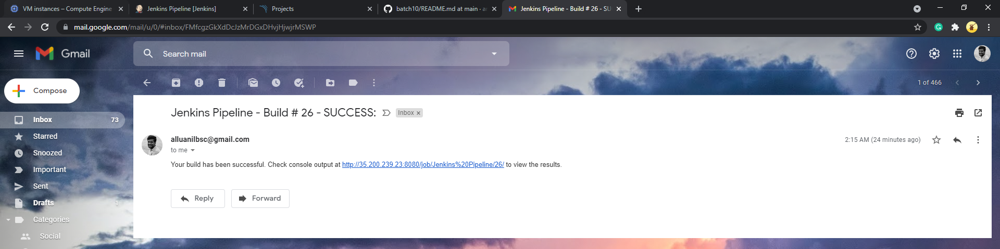 VM instances – Compute Engine
Jenkins Pipeline [Jenkins]
Projects
batch10/README.md at main · a
Jenkins Pipeline - Build # 26 - SU
mail.google.com/mail/u/0/#inbox/FMfcgzGkXdDcJzMrDGxDHvjHjwjrMSWP
Gmail
Search mail
Compose
1 of 466
Jenkins Pipeline - Build # 26 - SUCCESS:
Inbox ×
Inbox 73
alluanilbsc@gmail.com
2:15 AM (24 minutes ago)
Starred
to me
Snoozed
Your build has been successful. Check console output at http://35.200.239.23:8080/job/Jenkins%20Pipeline/26/ to view the results.
Important
Sent
Reply
Forward
Drafts 1
Categories
Social